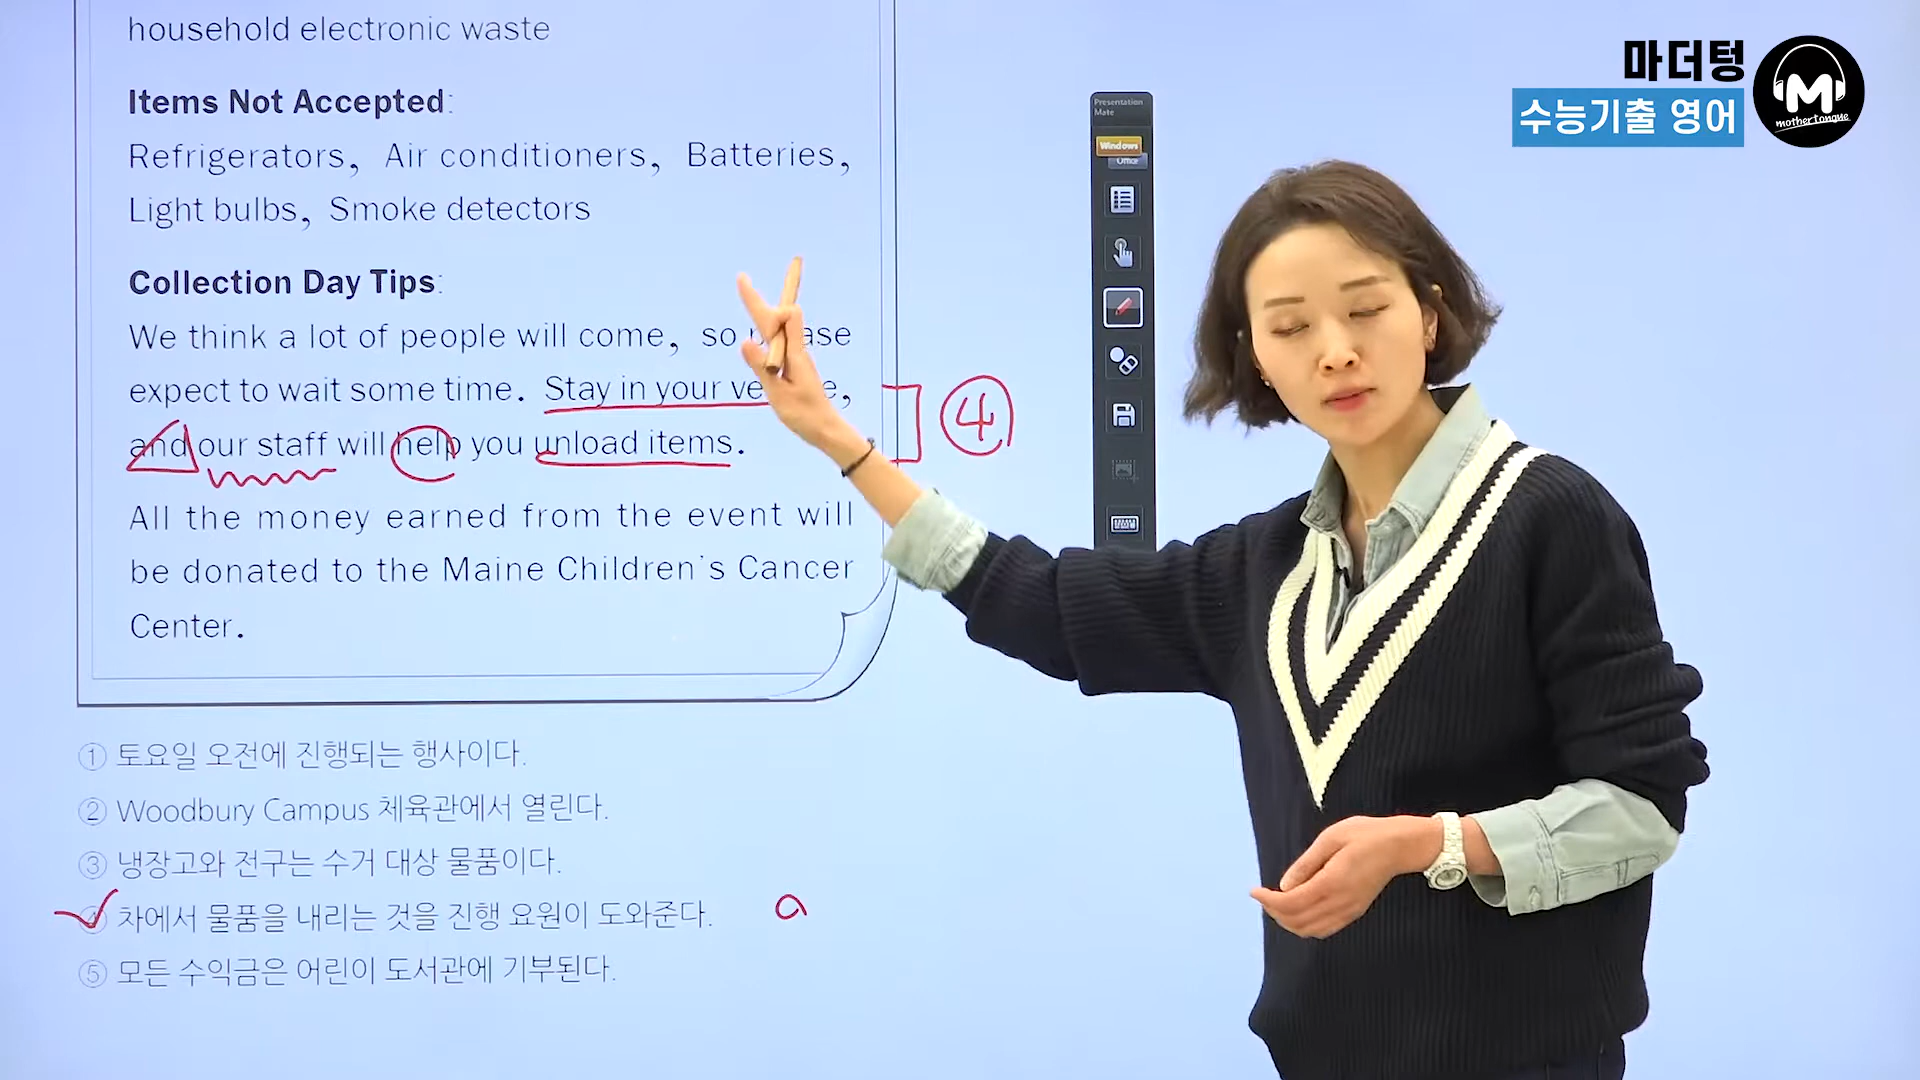 household electronic waste
Items Not Accepted:
Refrigerators, Air conditioners, Batteries,
Light bulbs, Smoke detectors
Collection Day Tips:
We think a lot of people will come, so
expect to wait some time. Stay in your
and our staff will help you unload items.
All the money earned from the event will
be donated to the Maine Children's Cancer
Center.
① 토요일 오전에 진행되는 행사이다.
② Woodbury Campus 체육관에서 열린다.
③ 냉장고와 전구는 수거 대상 물품이다.
④ 차에서 물품을 내리는 것을 진행 요원이 도와준다.
⑤ 모든 수익금은 어린이 도서관에 기부된다.
④
Presentation
Mate
Windows
Office
마더텅
수능기출 영어
M
mothertongue